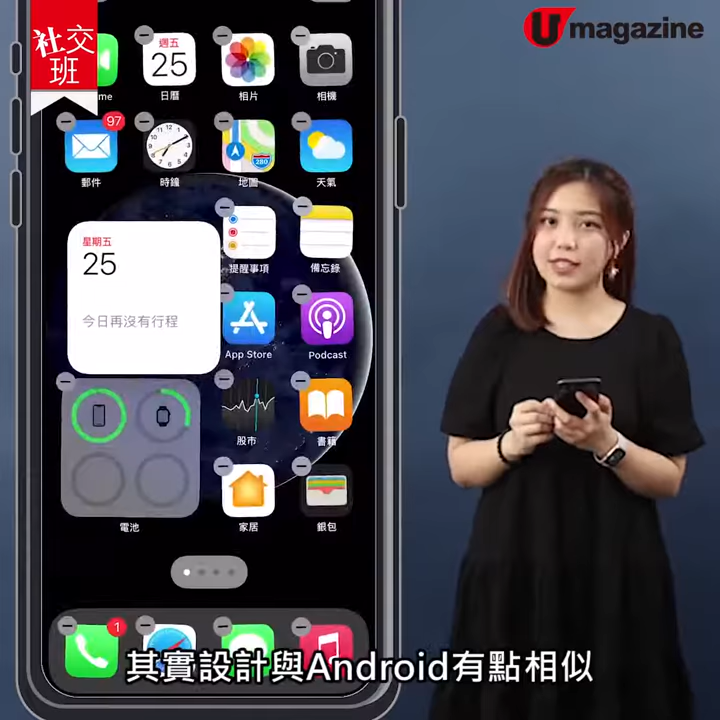 社交班
U magazine
me
週五
25
日曆
相片
相機
97
郵件
時鐘
280
地圖
天氣
星期五
25
今日再沒有行程
提醒事項
備忘錄
App Store
Podcast
股市
書籍
電池
家居
銀包
1
其實設計與Android有點相似